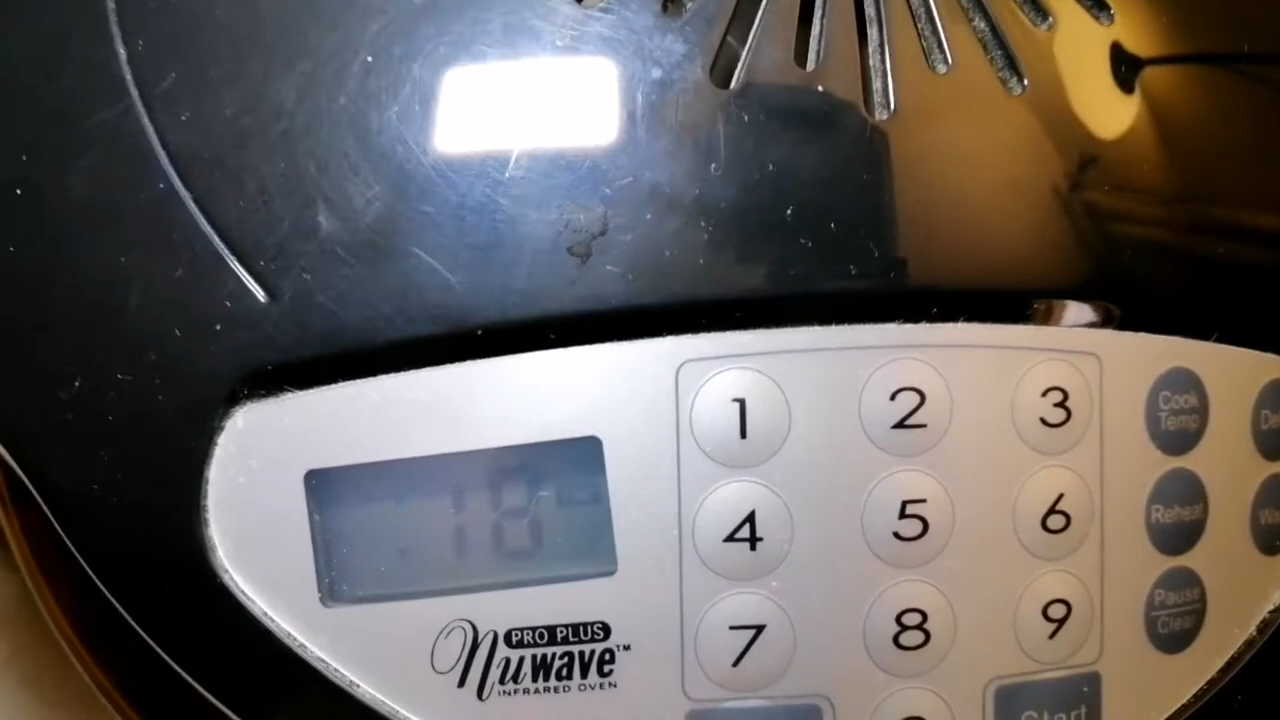 18
1 2 3
Cook
Temp
4 5 6
Reheat
7 8 9
Pause
Clear
Start
PRO PLUS
nuwave™
INFRARED OVEN